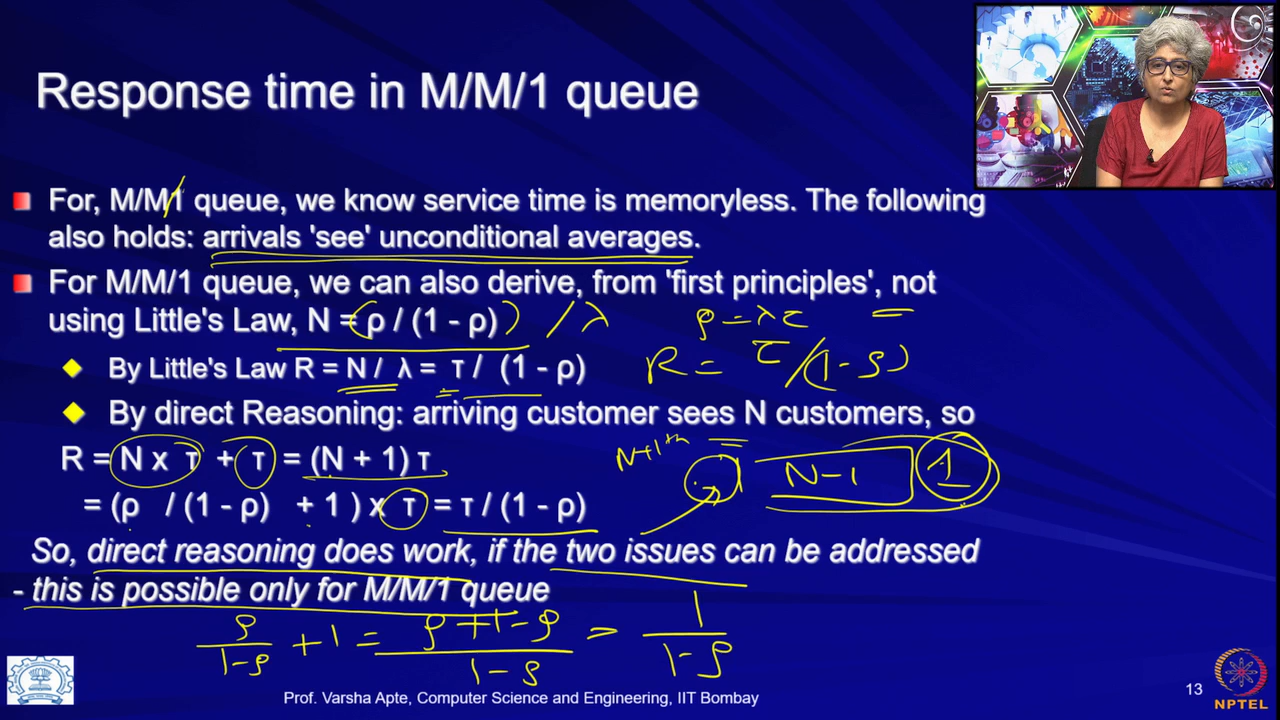 Response time in M/M/1 queue
For, M/M/1 queue, we know service time is memoryless. The following
also holds: arrivals 'see' unconditional averages.
For M/M/1 queue, we can also derive, from 'first principles', not
using Little's Law, N = ρ / (1 - ρ) / λ ρ = λτ
By Little's Law R = N / λ = τ / (1 - ρ) R = τ/(1-ρ)
By direct Reasoning: arriving customer sees N customers, so
R = N x τ + τ = (N + 1) τ N+1th N-1 1
= (ρ / (1 - ρ) + 1 ) x τ = τ / (1 - ρ)
So, direct reasoning does work, if the two issues can be addressed
- this is possible only for M/M/1 queue
ρ/1-ρ + 1 = ρ+1-ρ/1-ρ = 1/1-ρ
Prof. Varsha Apte, Computer Science and Engineering, IIT Bombay
13
NPTEL